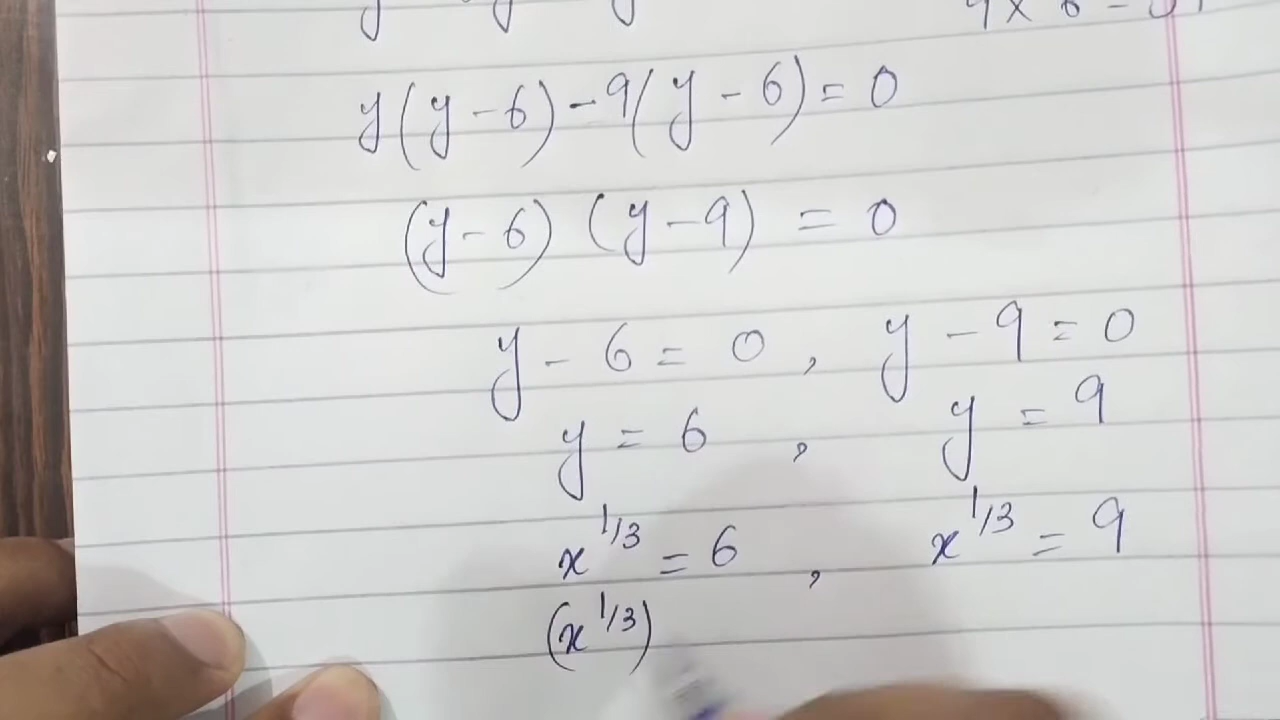 y(y-6)-9(y-6)=0
(y-6) (y-9) = 0
y-6=0, y-9=0
y=6, y=9
x^1/3=6, x^1/3=9
(x^1/3)